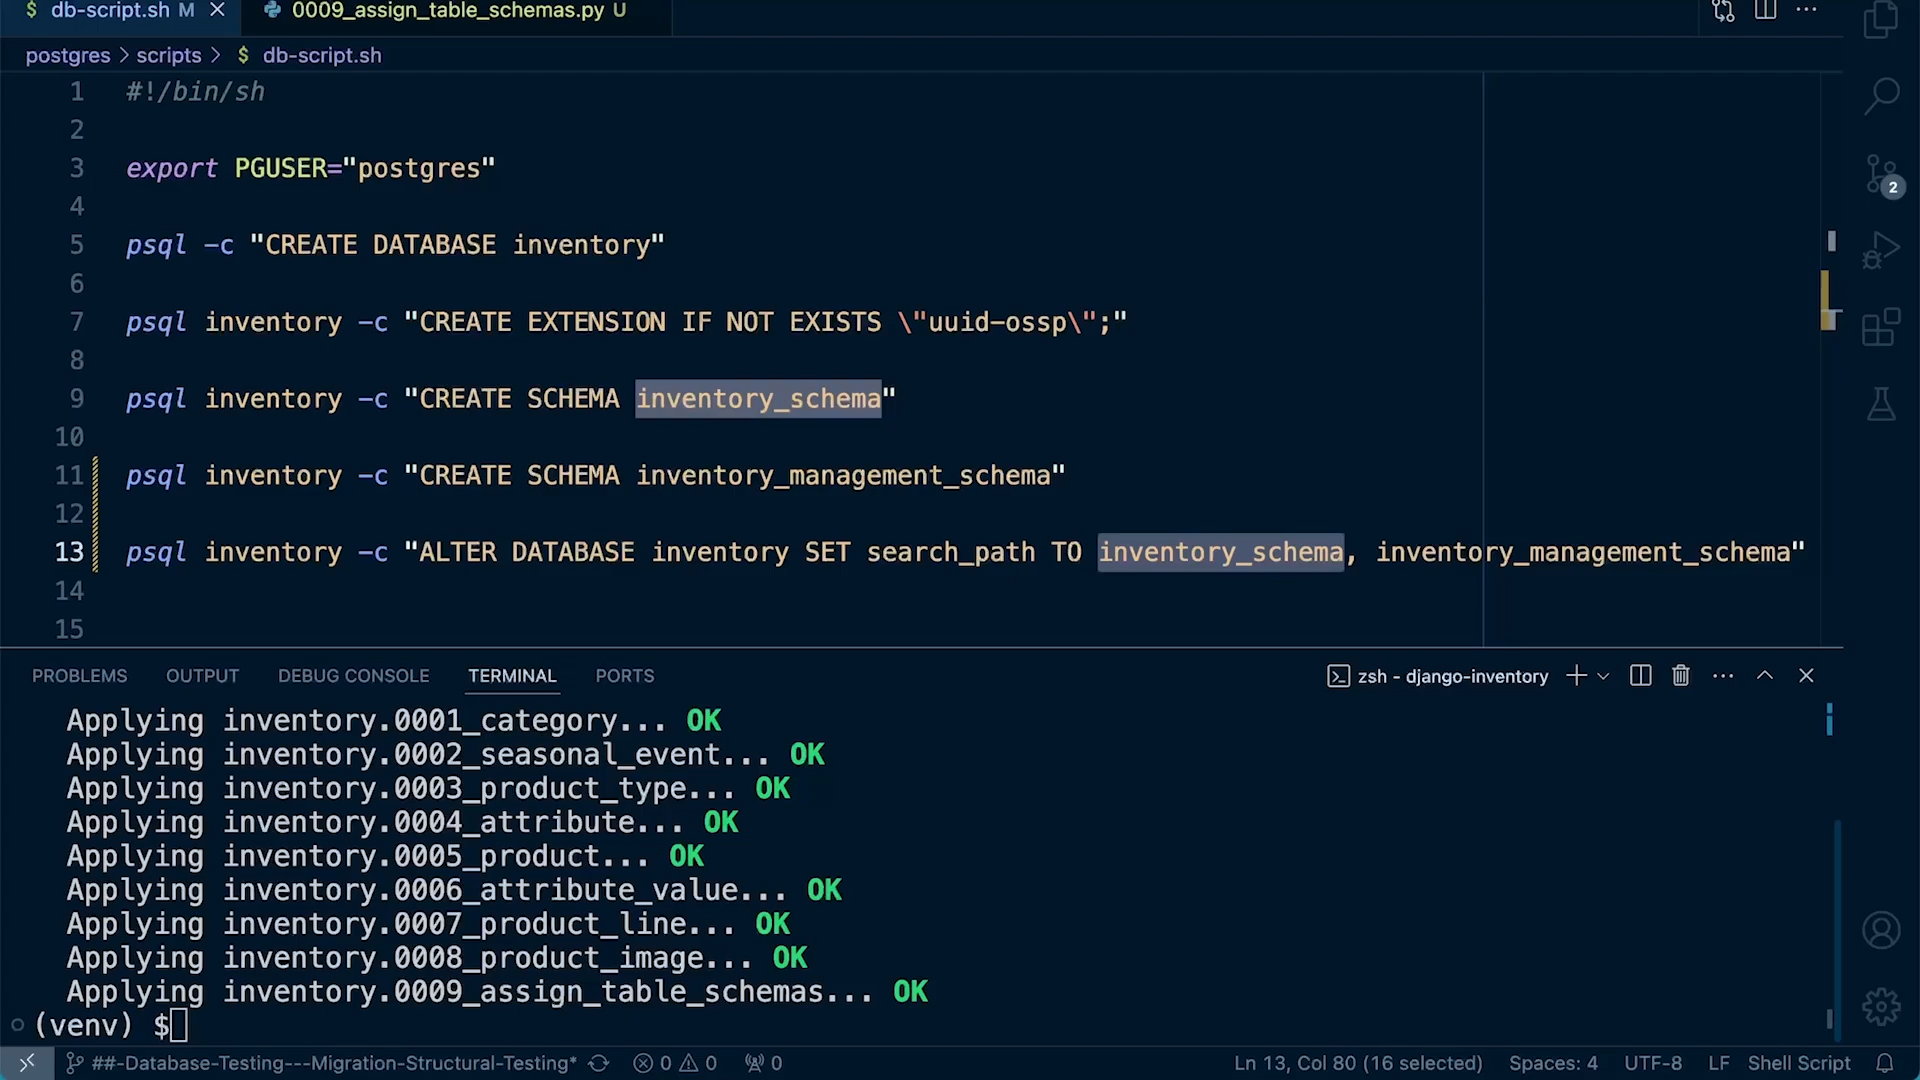 $ db-script.sh M
0009_assign_table_schemas.py U
postgres > scripts > $ db-script.sh
1 #!/bin/sh
2
3 export PGUSER="postgres"
4
5 psql -c "CREATE DATABASE inventory"
6
7 psql inventory -c "CREATE EXTENSION IF NOT EXISTS \"uuid-ossp\";"
8
9 psql inventory -c "CREATE SCHEMA inventory_schema"
10
11 psql inventory -c "CREATE SCHEMA inventory_management_schema"
12
13 psql inventory -c "ALTER DATABASE inventory SET search_path TO inventory_schema, inventory_management_schema"
14
15
2
PROBLEMS OUTPUT DEBUG CONSOLE TERMINAL PORTS
zsh - django-inventory
Applying inventory.0001_category... OK
Applying inventory.0002_seasonal_event... OK
Applying inventory.0003_product_type... OK
Applying inventory.0004_attribute... OK
Applying inventory.0005_product... OK
Applying inventory.0006_attribute_value... OK
Applying inventory.0007_product_line... OK
Applying inventory.0008_product_image... OK
Applying inventory.0009_assign_table_schemas... OK
(venv) $
##-Database-Testing---Migration-Structural-Testing* 0 0 0 Ln 13, Col 80 (16 selected) Spaces: 4 UTF-8 LF Shell Script